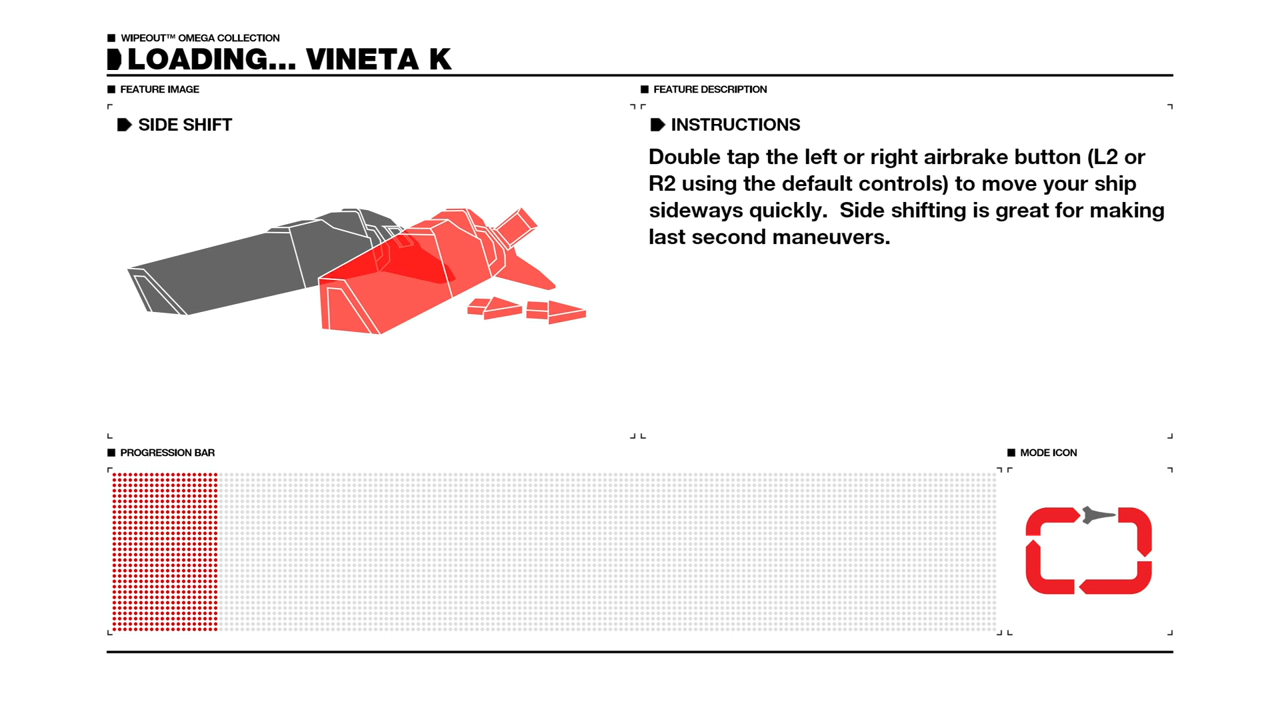 WIPEOUT™ OMEGA COLLECTION
LOADING... VINETA K
FEATURE IMAGE
SIDE SHIFT
FEATURE DESCRIPTION
INSTRUCTIONS
Double tap the left or right airbrake button (L2 or
R2 using the default controls) to move your ship
sideways quickly.  Side shifting is great for making
last second maneuvers.
PROGRESSION BAR
MODE ICON